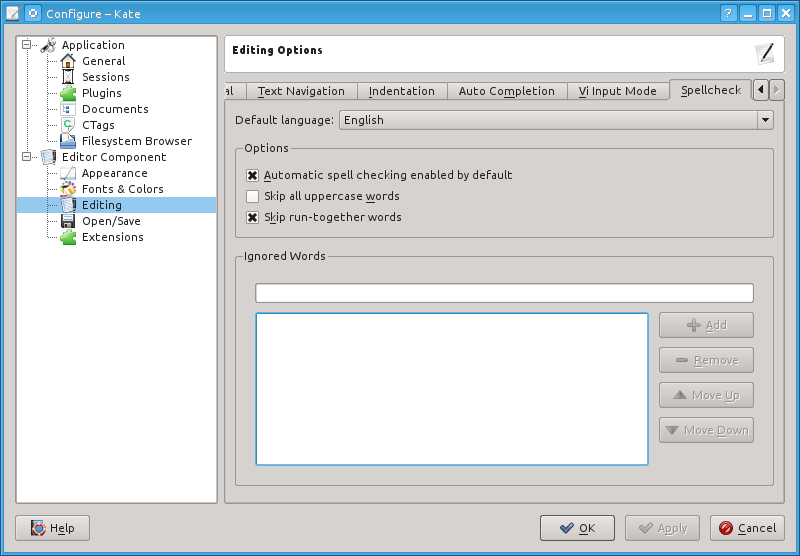 Configure – Kate
Application
General
Sessions
Plugins
Documents
CTags
Filesystem Browser
Editor Component
Appearance
Fonts & Colors
Editing
Open/Save
Extensions
Editing Options
al Text Navigation Indentation Auto Completion Vi Input Mode Spellcheck
Default language: English
Options
Automatic spell checking enabled by default
Skip all uppercase words
Skip run-together words
Ignored Words
Add
Remove
Move Up
Move Down
Help OK Apply Cancel